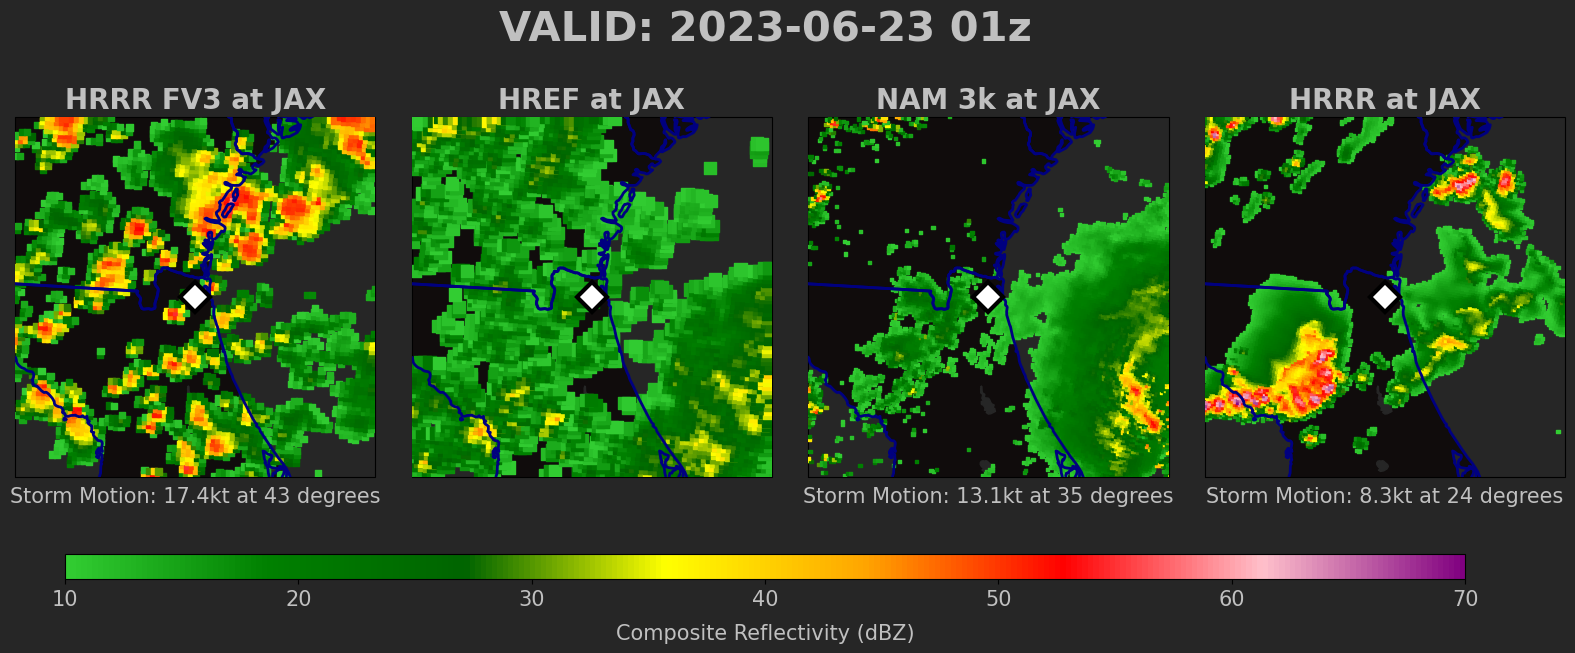 VALID: 2023-06-23 01z
HRRR FV3 at JAX
HREF at JAX
NAM 3k at JAX
HRRR at JAX
Storm Motion: 17.4kt at 43 degrees
Storm Motion: 13.1kt at 35 degrees
Storm Motion: 8.3kt at 24 degrees
10 20 30 40 50 60 70
Composite Reflectivity (dBZ)